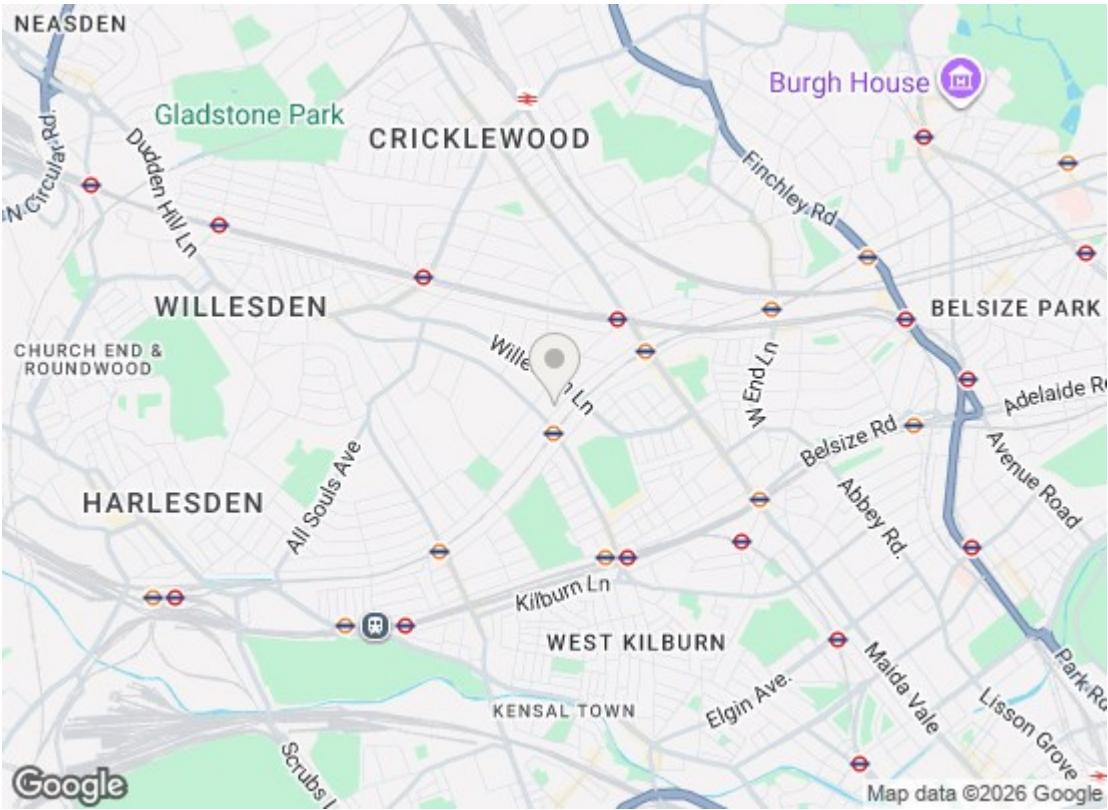 NEASDEN
Burgh House
Gladstone Park
CRICKLEWOOD
N Circular Rd.
Dudden Hill Ln
Finchley Rd
WILLESDEN
BELSIZE PARK
CHURCH END &
ROUNDWOOD
Ln
W End Ln
Adelaide
Belsize Rd
Avenue Road
All Souls Ave
HARLESDEN
Abbey Rd.
Kilburn Ln
WEST KILBURN
Maida Vale
Park Rd
Elgin Ave.
KENSAL TOWN
Lisson Grove
Scrubs
Google
Map data ©2026 Google